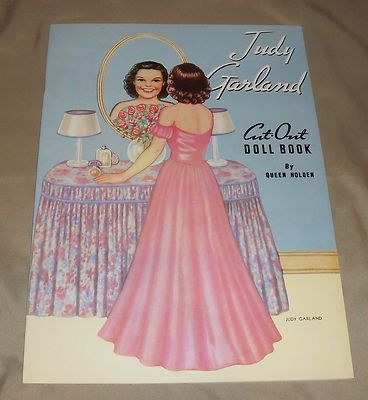 Judy
Garland
Cut-Out
DOLL BOOK
By
QUEEN HOLDEN
JUDY GARLAND